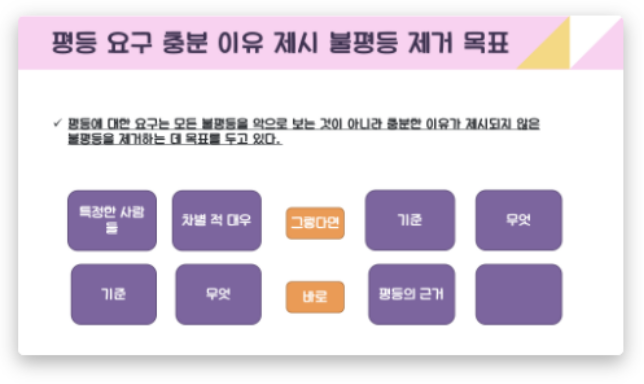 평등 요구 충분 이유 제시 불평등 제거 목표
✓ 평등에 대한 요구는 모든 불평등을 악으로 보는 것이 아니라 충분한 이유가 제시되지 않은
불평등을 제거하는 데 목표를 두고 있다.
특정한 사람
들
차별 적 대우
그렇다면
기준
무엇
기준
무엇
바로
평등의 근거